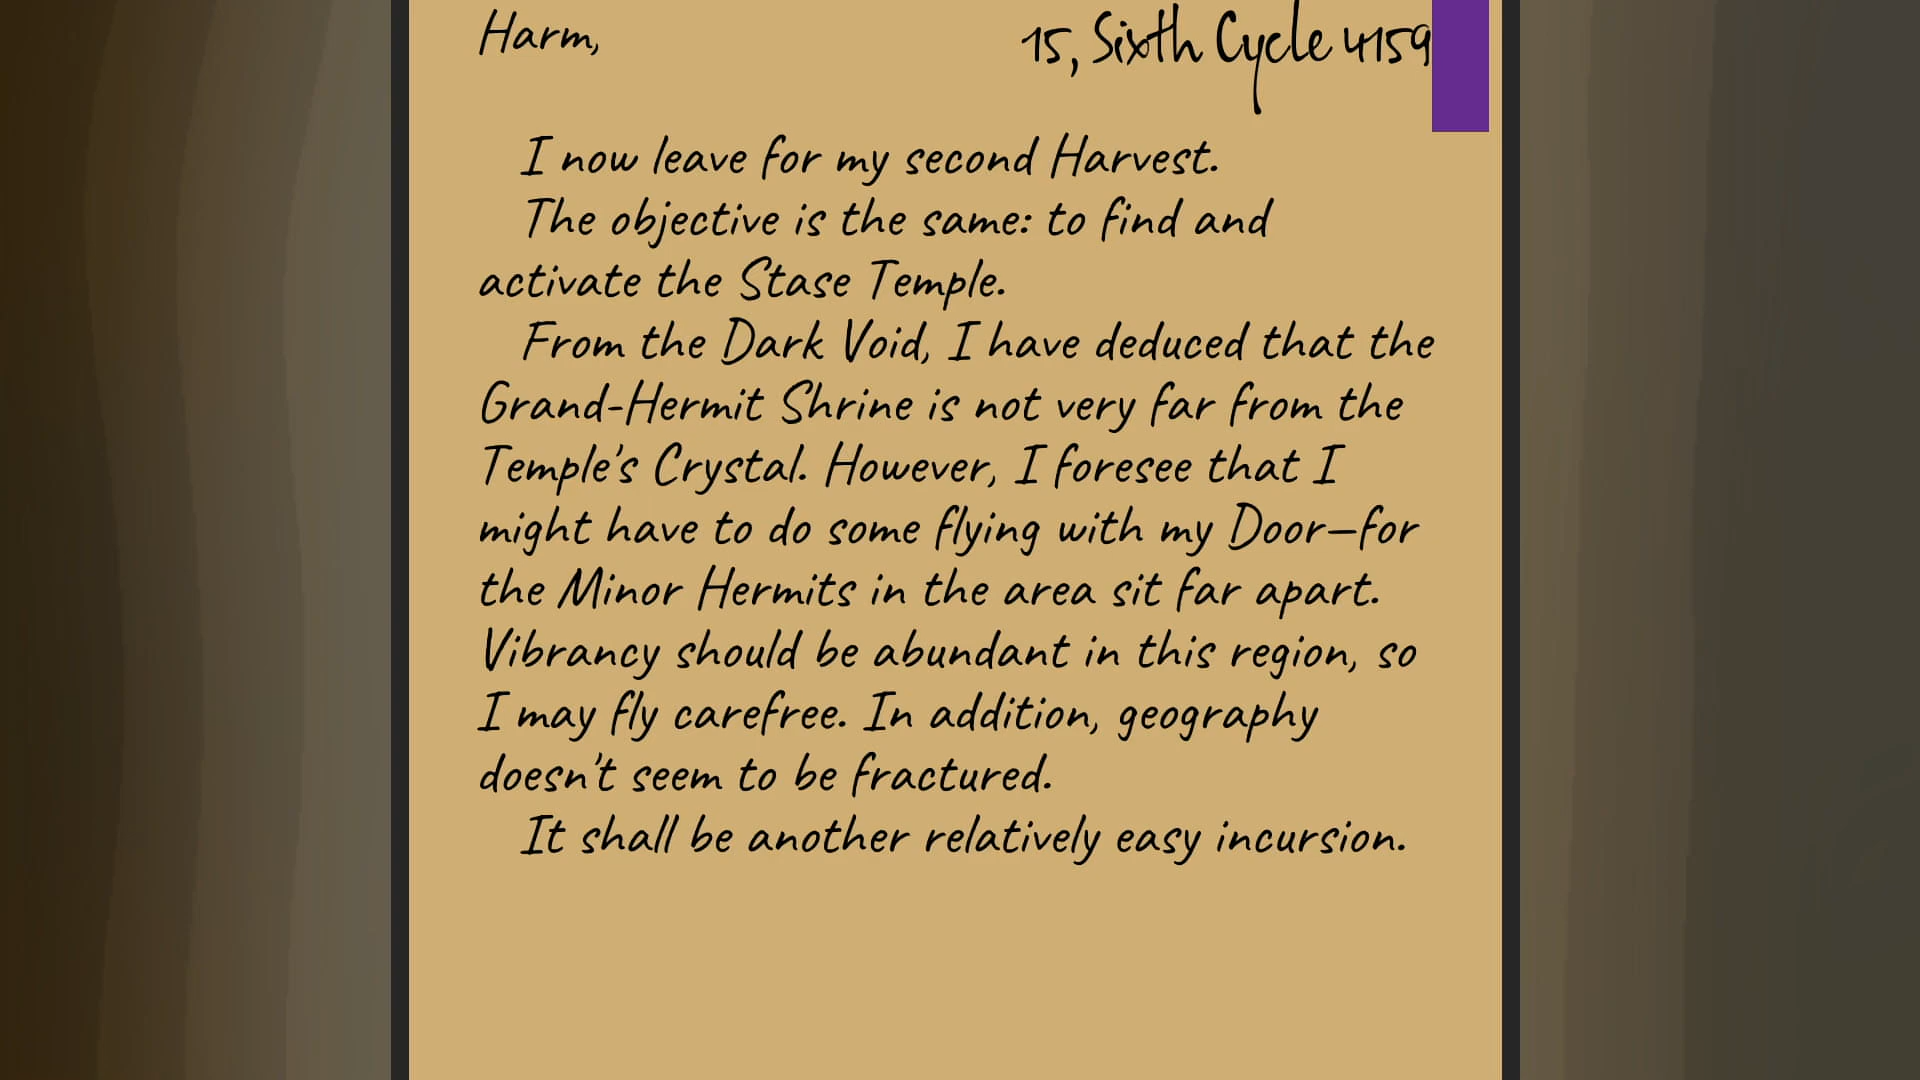 Harm,
15, Sixth Cycle 4159
I now leave for my second Harvest.
The objective is the same: to find and
activate the Stase Temple.
From the Dark Void, I have deduced that the
Grand-Hermit Shrine is not very far from the
Temple's Crystal. However, I foresee that I
might have to do some flying with my Door—for
the Minor Hermits in the area sit far apart.
Vibrancy should be abundant in this region, so
I may fly carefree. In addition, geography
doesn't seem to be fractured.
It shall be another relatively easy incursion.